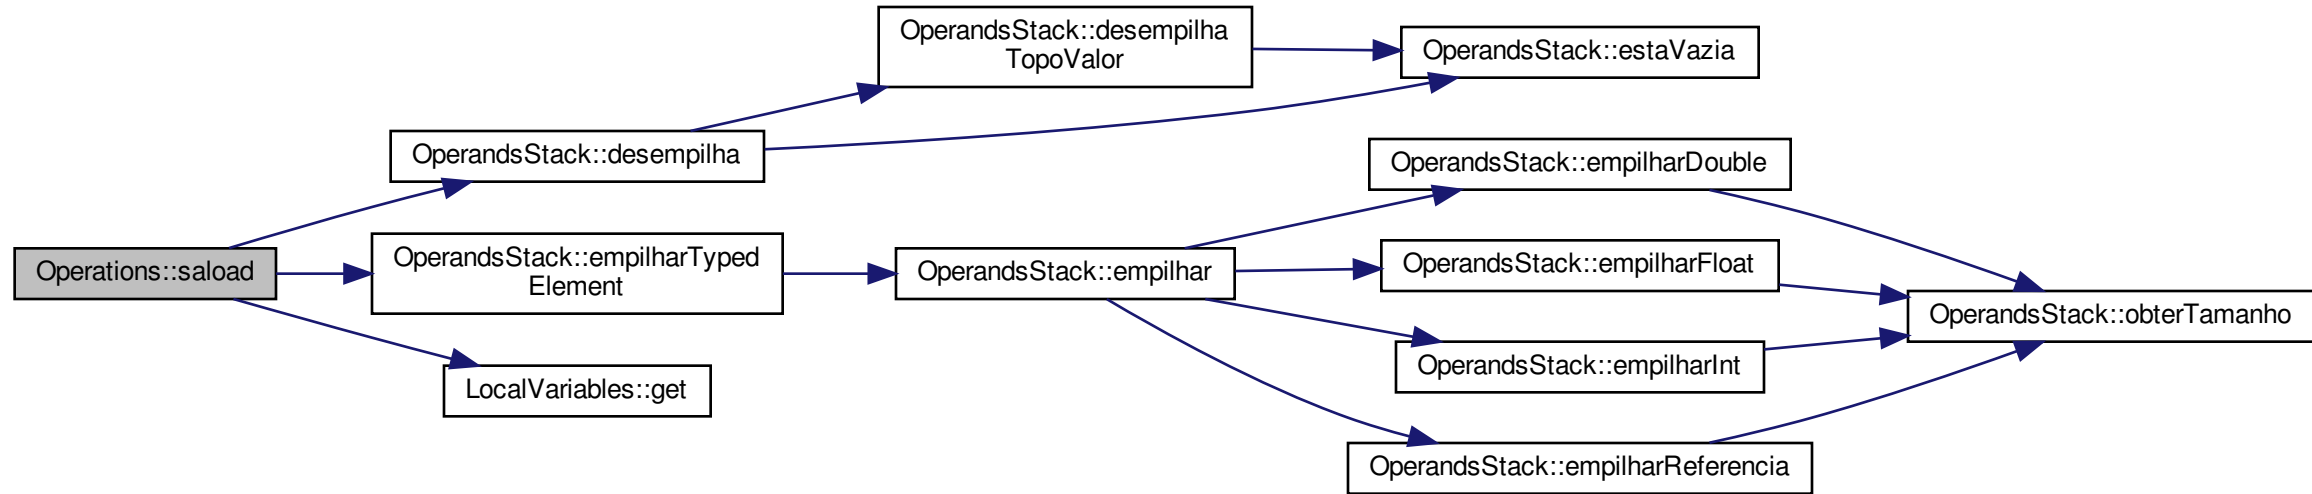 Operations::saload
OperandsStack::desempilha
OperandsStack::empilharTyped
Element
LocalVariables::get
OperandsStack::desempilha
TopoValor
OperandsStack::empilhar
OperandsStack::estaVazia
OperandsStack::empilharDouble
OperandsStack::empilharFloat
OperandsStack::empilharInt
OperandsStack::empilharReferencia
OperandsStack::obterTamanho